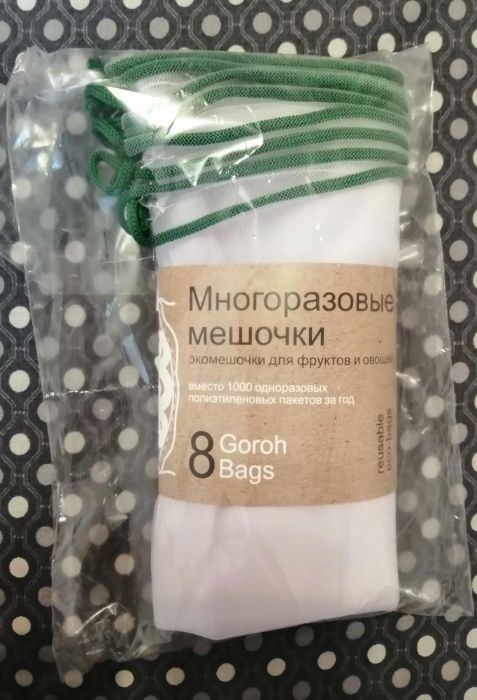 Многоразовые
мешочки
экомешочки для фруктов и овощей
вместо 1000 одноразовых
полиэтиленовых пакетов за год
8 Goroh
Bags
reusable
eco-bags